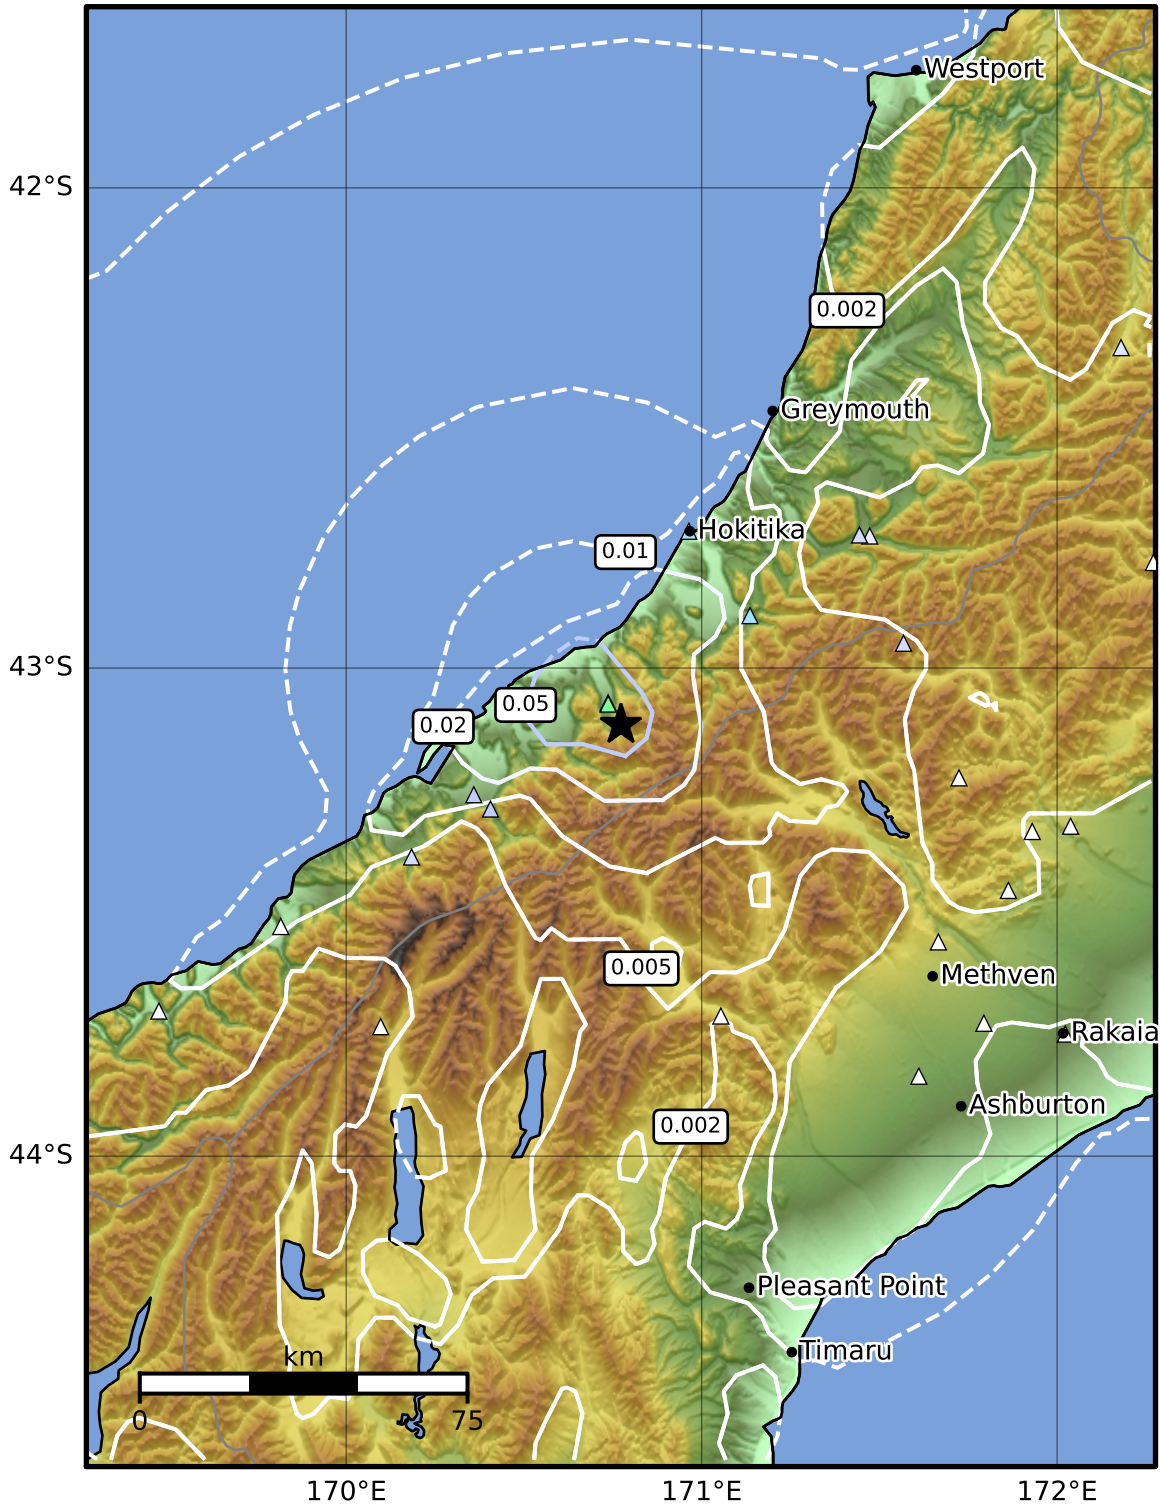 Westport
42°S
0.002
Greymouth
Hokitika
0.01
43°S
0.05
0.02
0.005
Methven
Rakaia
Ashburton
0.002
44°S
Pleasant Point
Timaru
km
0 75
170°E 171°E 172°E